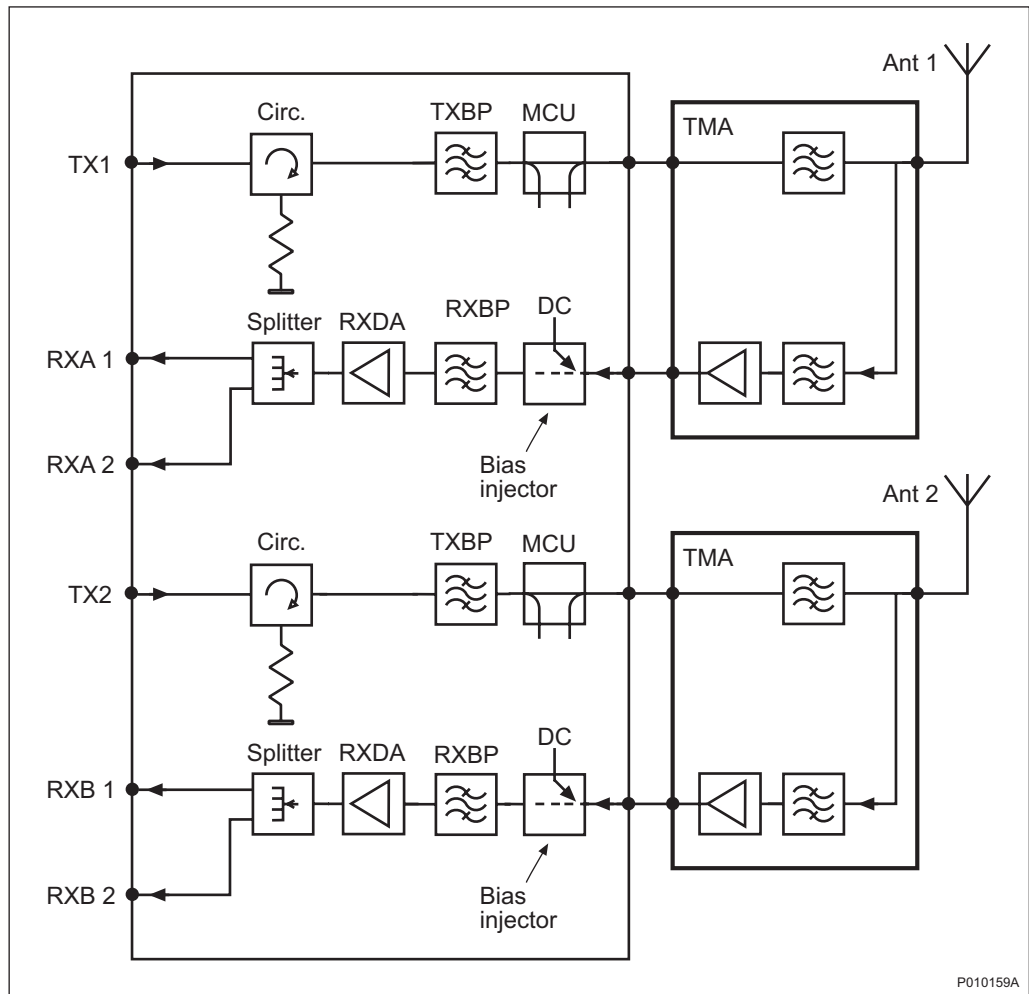 Ant 1
Circ.
TXBP
MCU
TMA
TX1
Splitter
RXDA
RXBP
DC
RXA 1
RXA 2
Bias
injector
Ant 2
Circ.
TXBP
MCU
TMA
TX2
Splitter
RXDA
RXBP
DC
RXB 1
RXB 2
Bias
injector
P010159A